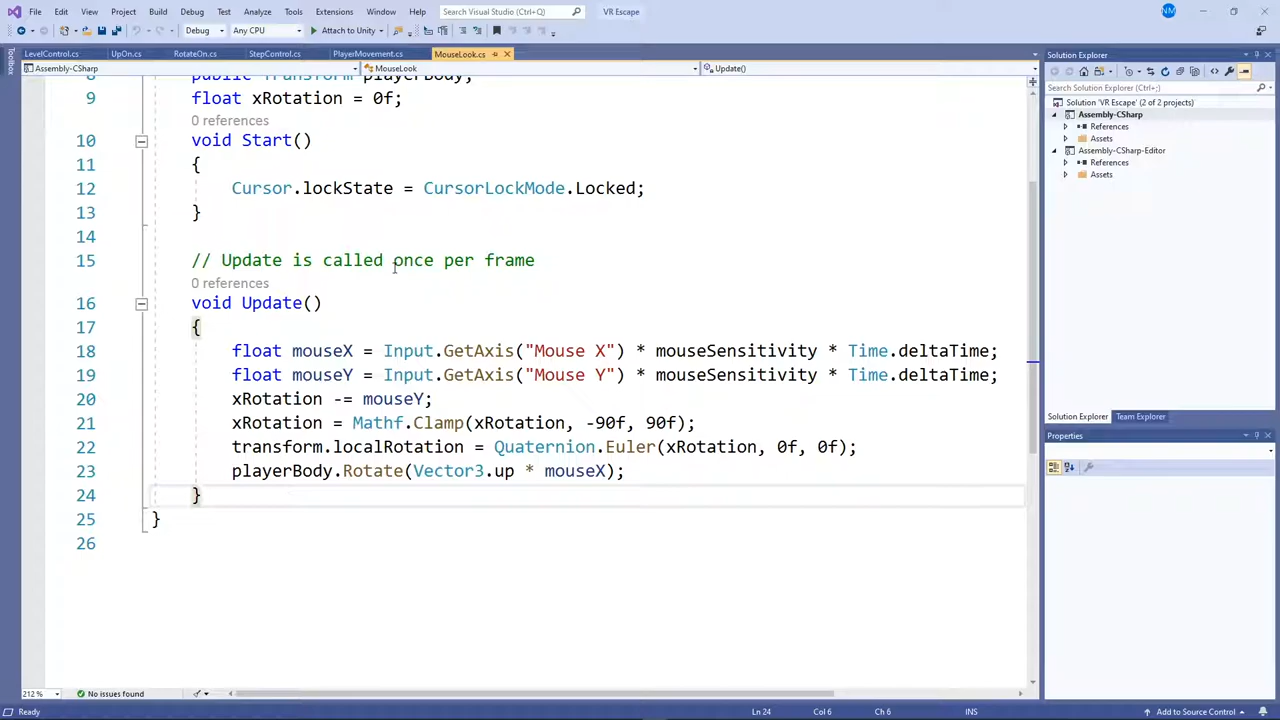 File Edit View Project Build Debug Test Analyze Tools Extensions Window Help Search Visual Studio (Ctrl+Q) VR Escape NM
Debug Any CPU Attach to Unity
LevelControl.cs UpOn.cs RotateOn.cs StepControl.cs PlayerMovement.cs MouseLook.cs
Assembly-CSharp MouseLook Update()
Toolbox
8 public Transform playerBody;
9 float xRotation = 0f;
0 references
10 void Start()
11 {
12 Cursor.lockState = CursorLockMode.Locked;
13 }
14
15 // Update is called once per frame
0 references
16 void Update()
17 {
18 float mouseX = Input.GetAxis("Mouse X") * mouseSensitivity * Time.deltaTime;
19 float mouseY = Input.GetAxis("Mouse Y") * mouseSensitivity * Time.deltaTime;
20 xRotation -= mouseY;
21 xRotation = Mathf.Clamp(xRotation, -90f, 90f);
22 transform.localRotation = Quaternion.Euler(xRotation, 0f, 0f);
23 playerBody.Rotate(Vector3.up * mouseX);
24 }
25 }
26
212 % No issues found
Solution Explorer
Search Solution Explorer (Ctrl+;)
Solution 'VR Escape' (2 of 2 projects)
Assembly-CSharp
References
Assets
Assembly-CSharp-Editor
References
Assets
Solution Explorer Team Explorer
Properties
Ready Ln 24 Col 6 Ch 6 INS Add to Source Control